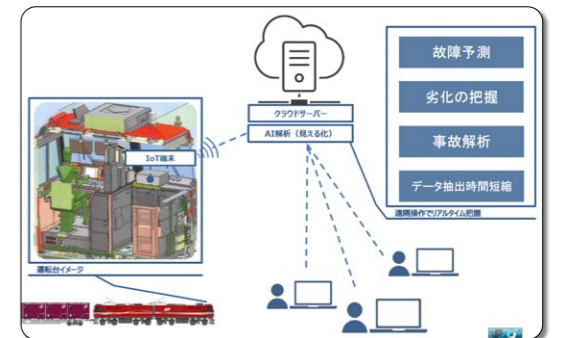 故障予測
劣化の把握
事故解析
データ抽出時間短縮
遠隔操作でリアルタイム把握
クラウドサーバー
AI解析（見える化）
IoT端末
運転台イメージ